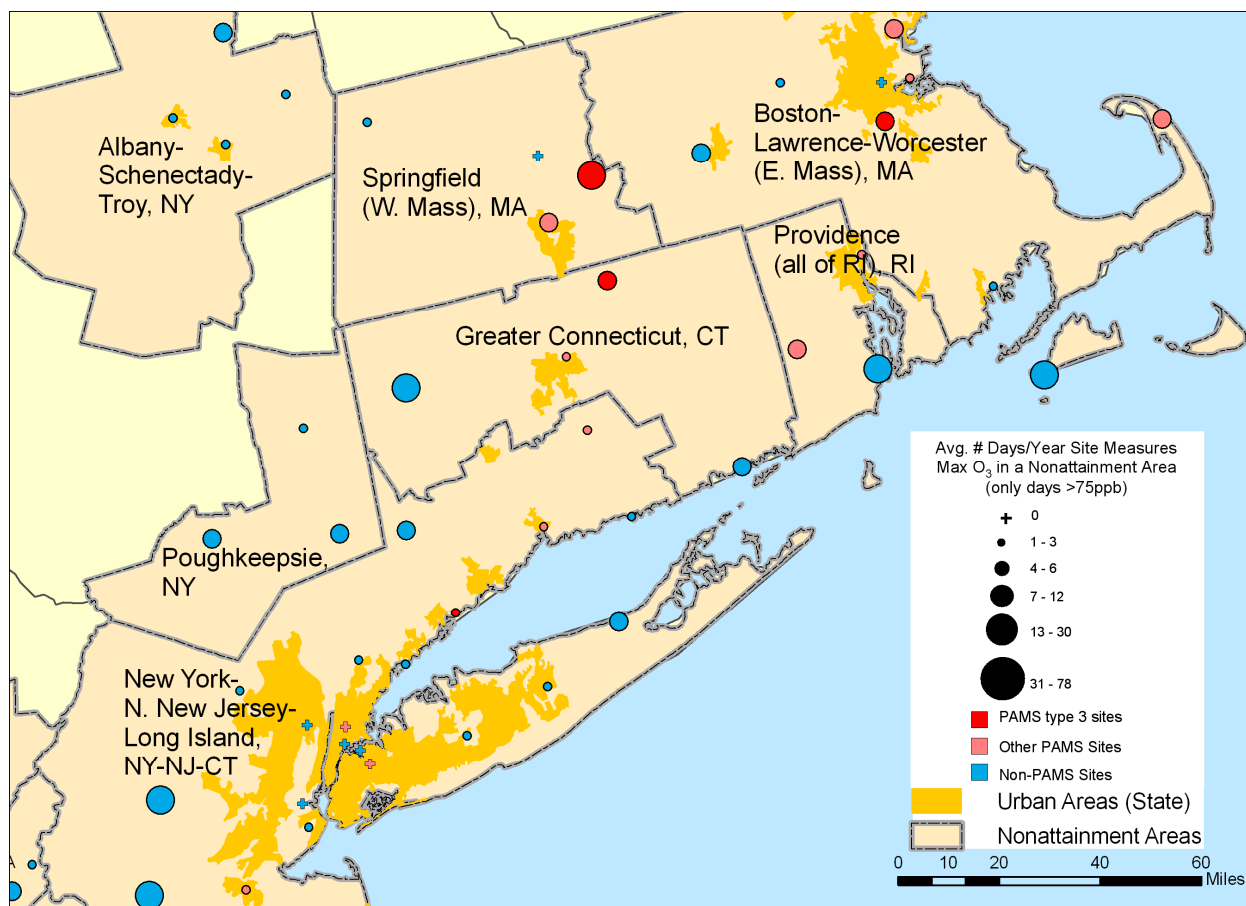 Albany-
Schenectady-
Troy, NY
Springfield
(W. Mass), MA
Boston-
Lawrence-Worcester
(E. Mass), MA
Providence
(all of RI), RI
Greater Connecticut, CT
Poughkeepsie,
NY
New York-
N. New Jersey-
Long Island,
NY-NJ-CT
Avg. # Days/Year Site Measures
Max O3 in a Nonattainment Area
(only days >75ppb)
0
1 - 3
4 - 6
7 - 12
13 - 30
31 - 78
PAMS type 3 sites
Other PAMS Sites
Non-PAMS Sites
Urban Areas (State)
Nonattainment Areas
0 10 20 40 60
Miles